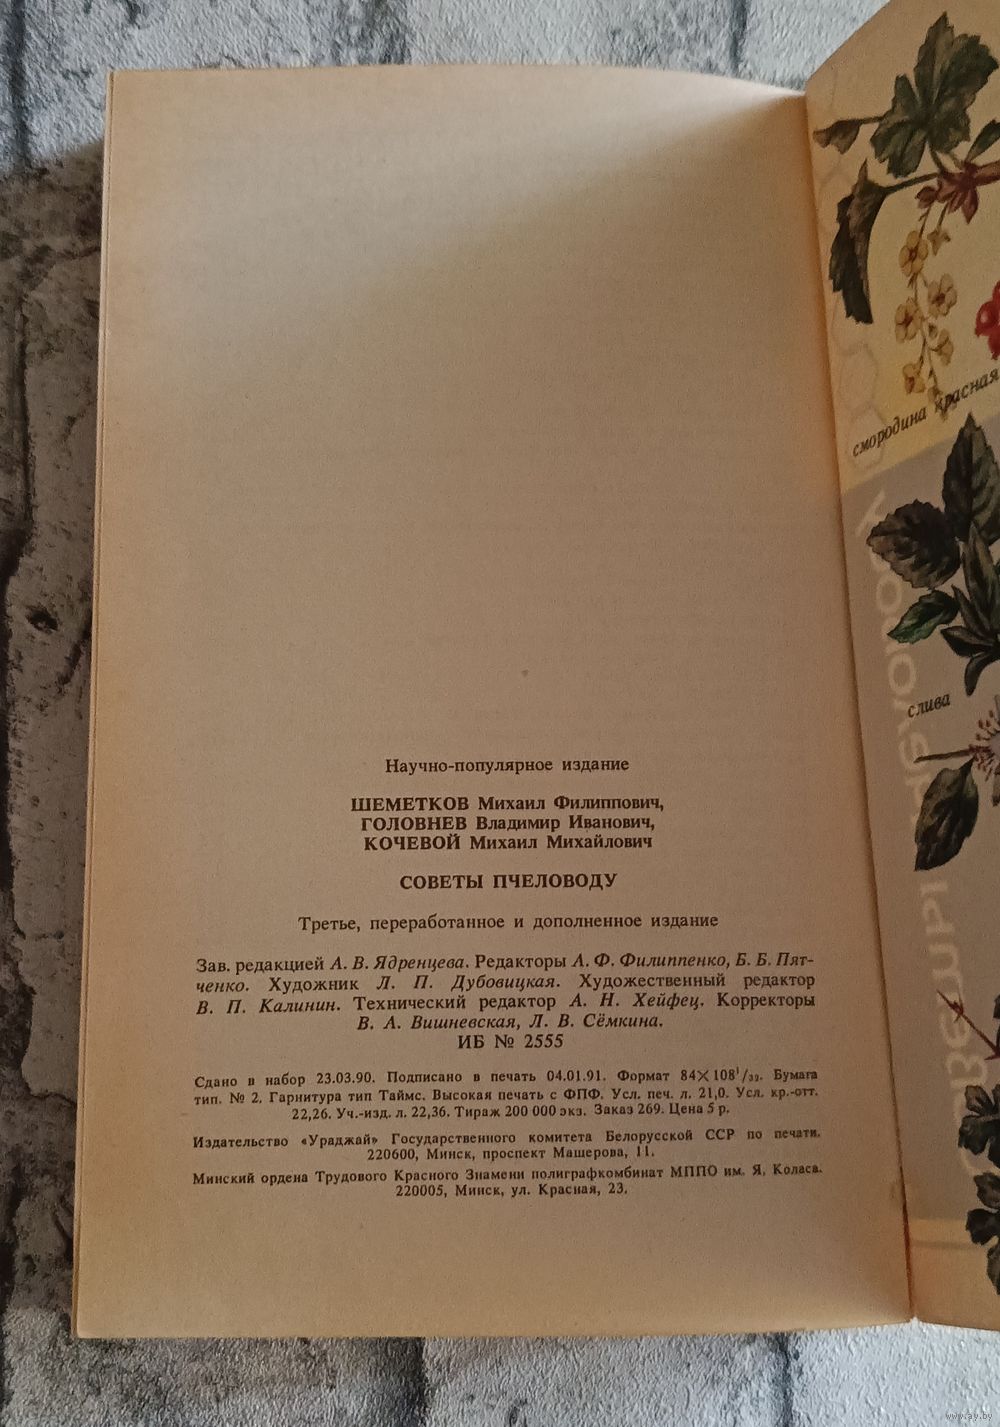 Научно-популярное издание
ШЕМЕТКОВ Михаил Филиппович,
ГОЛОВНЕВ Владимир Иванович,
КОЧЕВОЙ Михаил Михайлович
СОВЕТЫ ПЧЕЛОВОДУ
Третье, переработанное и дополненное издание
Зав. редакцией А. В. Ядренцева. Редакторы А. Ф. Филиппенко, Б. Б. Пят-
ченко. Художник Л. П. Дубовицкая. Художественный редактор
В. П. Калинин. Технический редактор А. Н. Хейфец. Корректоры
В. А. Вишневская, Л. В. Сёмкина.
ИБ № 2555
Сдано в набор 23.03.90. Подписано в печать 04.01.91. Формат 84×108¹/₃₂. Бумага
тип. № 2. Гарнитура тип Таймс. Высокая печать с ФПФ. Усл. печ. л. 21,0. Усл. кр.-отт.
22,26. Уч.-изд. л. 22,36. Тираж 200 000 экз. Заказ 269. Цена 5 р.
Издательство «Ураджай» Государственного комитета Белорусской ССР по печати.
220600, Минск, проспект Машерова, 11.
Минский ордена Трудового Красного Знамени полиграфкомбинат МППО им. Я. Коласа.
220005, Минск, ул. Красная, 23.
смородина красная
слива
www.ay.by